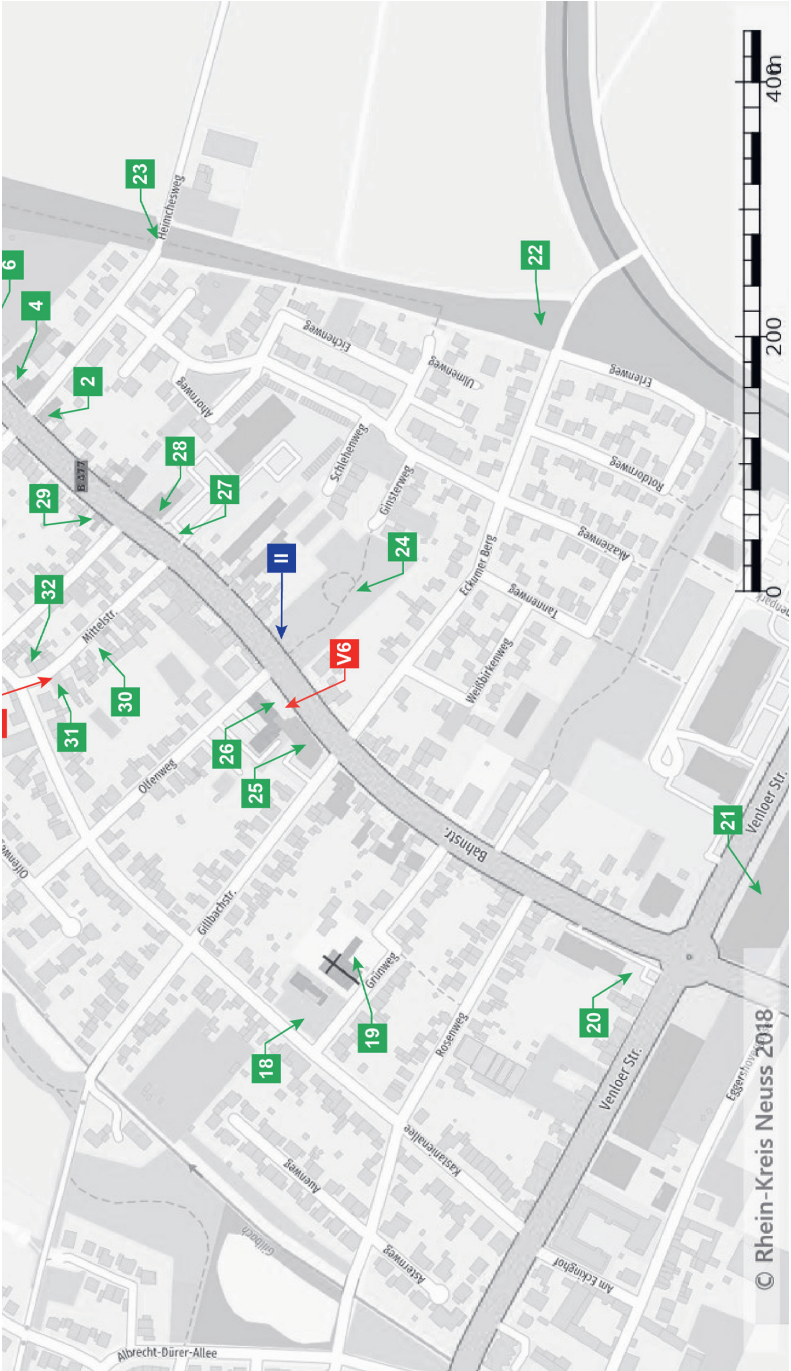 6
4
2
23
Heimchesweg
22
Eichenweg
Ulmenweg
Erlenweg
Ahornweg
B 477
29
28
27
Schlehenweg
Ginsterweg
Rotdornweg
Akazienweg
Eckumer Berg
24
Tannenweg
Weißbirkenweg
II
V6
32
Mittelstr.
31
30
26
25
Olfenweg
Gillbachstr.
Bahnstr.
Grünweg
18
19
Rosenweg
20
21
Venloer Str.
Venloer Str.
Kastanienallee
Auenweg
Gillbach
Asternweg
Am Eckinghof
Albrecht-Dürer-Allee
0
200
400
m
© Rhein-Kreis Neuss 2018